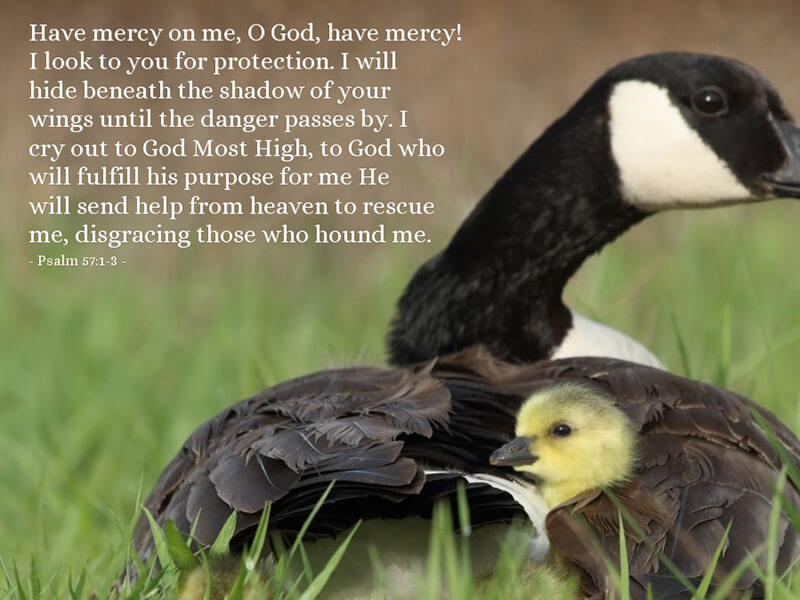 Have mercy on me, O God, have mercy!
I look to you for protection. I will
hide beneath the shadow of your
wings until the danger passes by. I
cry out to God Most High, to God who
will fulfill his purpose for me He
will send help from heaven to rescue
me, disgracing those who hound me.
- Psalm 57:1-3 -